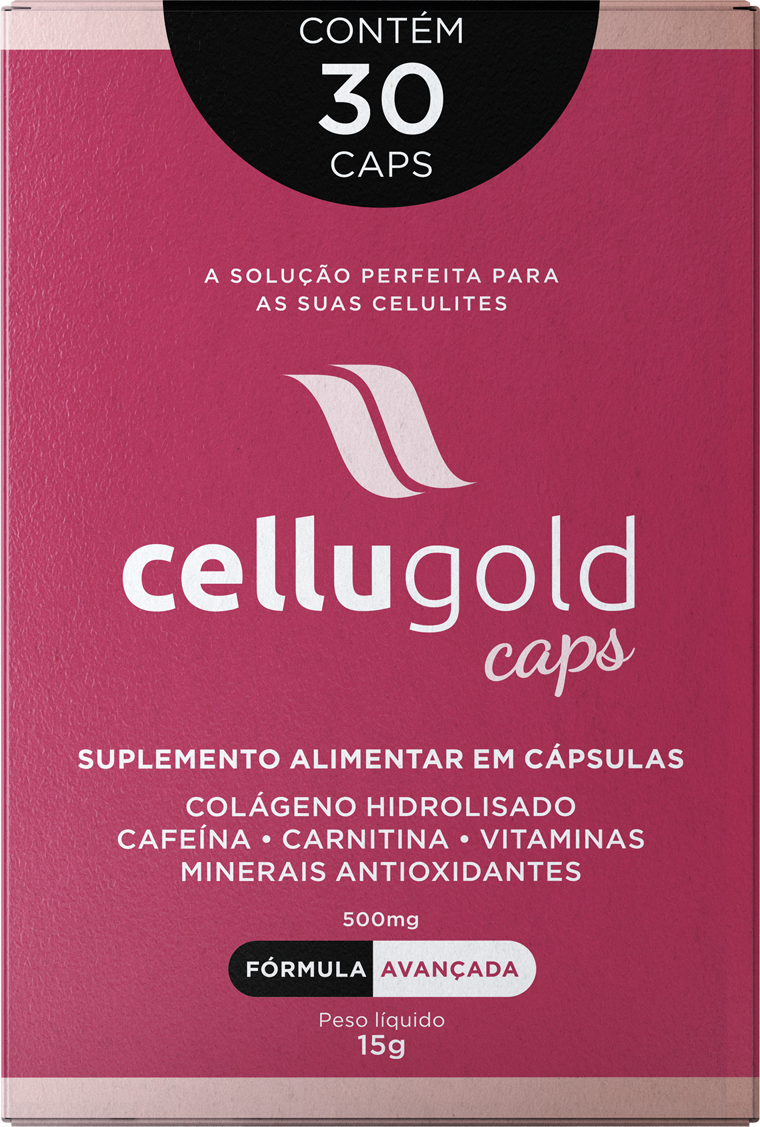 CONTÉM
30
CAPS
A SOLUÇÃO PERFEITA PARA
AS SUAS CELULITES
cellugold
caps
SUPLEMENTO ALIMENTAR EM CÁPSULAS
COLÁGENO HIDROLISADO
CAFEÍNA • CARNITINA • VITAMINAS
MINERAIS ANTIOXIDANTES
500mg
FÓRMULA AVANÇADA
Peso líquido
15g